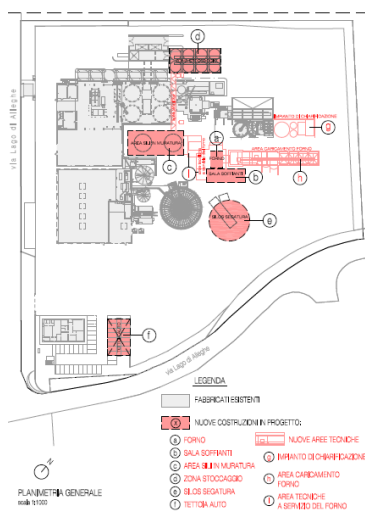 d
via Lago di Alleghe
IMPIANTO DI CHIARIFICAZIONE
g
a
AREA CARICAMENTO FORNO
AREA SILI IN MURATURA
FORNO
SALA SOFFIANTI
c
i
b
h
SILOS SEGATURA
e
f
via Lago di Alleghe
LEGENDA
FABBRICATI ESISTENTI
x NUOVE COSTRUZIONI IN PROGETTO:
a FORNO
NUOVE AREE TECNICHE
b SALA SOFFIANTI
g IMPIANTO DI CHIARIFICAZIONE
c AREA SILI IN MURATURA
d ZONA STOCCAGGIO
h AREA CARICAMENTO
FORNO
e SILOS SEGATURA
f TETTOIA AUTO
i AREA TECNICHE
A SERVIZIO DEL FORNO
N
PLANIMETRIA GENERALE
scala 1:1000